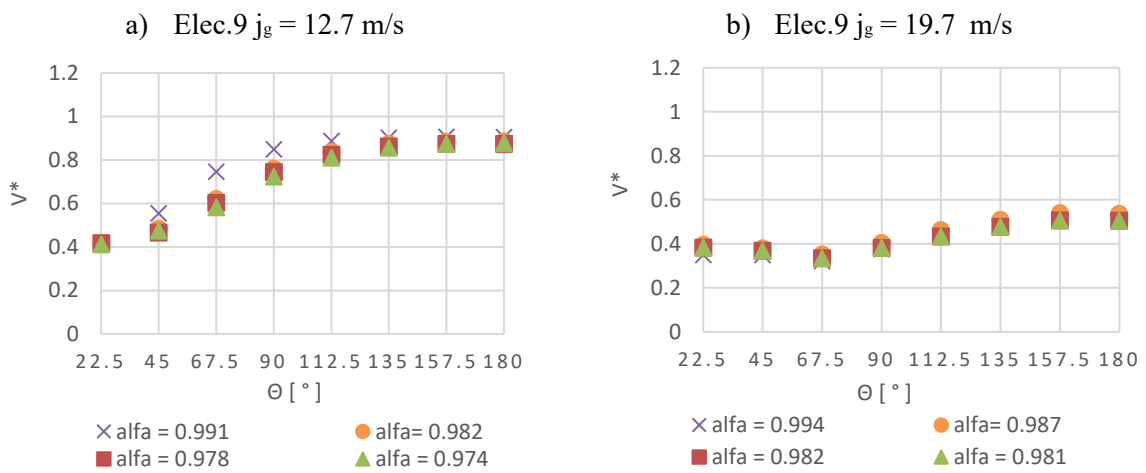 a) Elec.9 jg = 12.7 m/s
1.2
1
0.8
0.6
0.4
0.2
0
V*
22.5 45 67.5 90 112.5 135 157.5 180
Θ [ ° ]
alfa = 0.991 alfa= 0.982
alfa = 0.978 alfa = 0.974
b) Elec.9 jg = 19.7 m/s
1.2
1
0.8
0.6
0.4
0.2
0
V*
22.5 45 67.5 90 112.5 135 157.5 180
Θ [ ° ]
alfa = 0.994 alfa= 0.987
alfa = 0.982 alfa = 0.981